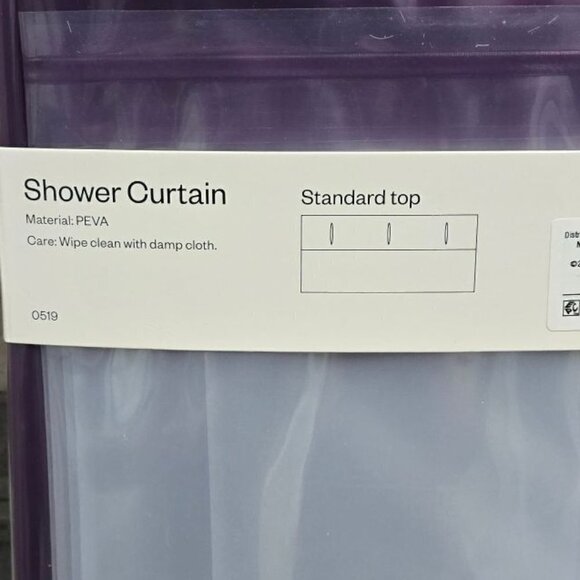 Shower Curtain
Material: PEVA
Care: Wipe clean with damp cloth.
0519
Standard top